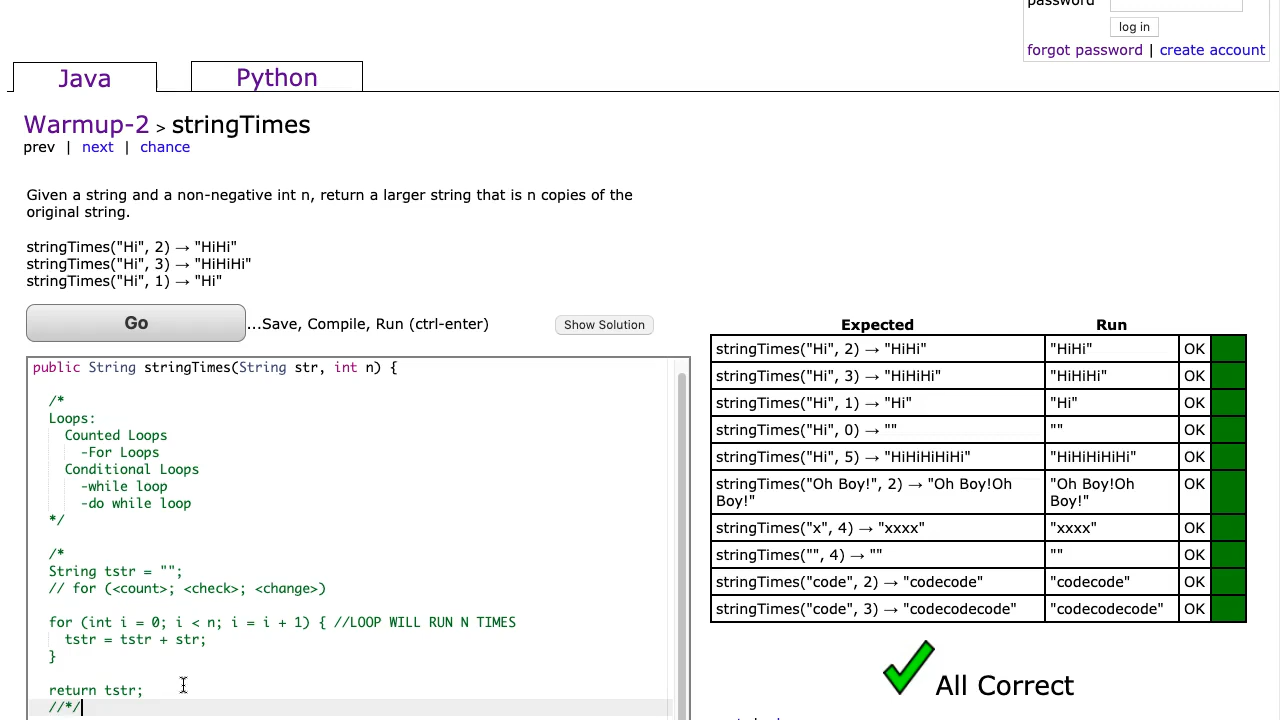 password
log in
forgot password | create account
Java
Python
Warmup-2 > stringTimes
prev | next | chance
Given a string and a non-negative int n, return a larger string that is n copies of the
original string.
stringTimes("Hi", 2) → "HiHi"
stringTimes("Hi", 3) → "HiHiHi"
stringTimes("Hi", 1) → "Hi"
Go
...Save, Compile, Run (ctrl-enter)
Show Solution
public String stringTimes(String str, int n) {
/*
Loops:
Counted Loops
-For Loops
Conditional Loops
-while loop
-do while loop
*/
/*
String tstr = "";
// for (<count>; <check>; <change>)
for (int i = 0; i < n; i = i + 1) { //LOOP WILL RUN N TIMES
tstr = tstr + str;
}
return tstr;
//*/
Expected Run
stringTimes("Hi", 2) → "HiHi" "HiHi" OK
stringTimes("Hi", 3) → "HiHiHi" "HiHiHi" OK
stringTimes("Hi", 1) → "Hi" "Hi" OK
stringTimes("Hi", 0) → "" "" OK
stringTimes("Hi", 5) → "HiHiHiHiHi" "HiHiHiHiHi" OK
stringTimes("Oh Boy!", 2) → "Oh Boy!Oh "Oh Boy!Oh OK
Boy!" Boy!"
stringTimes("x", 4) → "xxxx" "xxxx" OK
stringTimes("", 4) → "" "" OK
stringTimes("code", 2) → "codecode" "codecode" OK
stringTimes("code", 3) → "codecodecode" "codecodecode" OK
All Correct